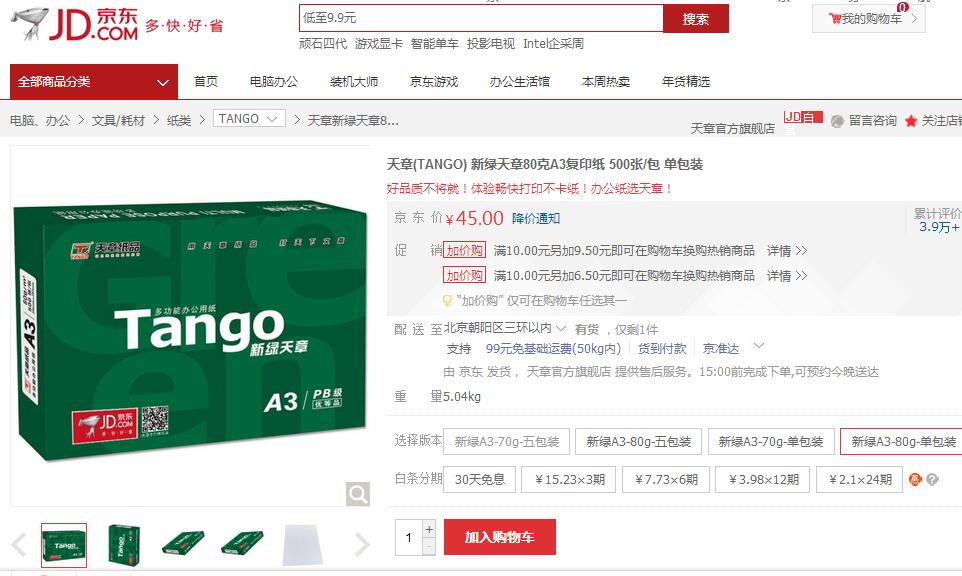 JD.COM 京东 多·快·好·省
低至9.9元
搜索
0
我的购物车
顽石四代 游戏显卡 智能单车 投影电视 Intel企采周
全部商品分类
首页 电脑办公 装机大师 京东游戏 办公生活馆 本周热卖 年货精选
电脑、办公 > 文具/耗材 > 纸类 > TANGO > 天章新绿天章8...
天章官方旗舰店 JD自 留言咨询 关注店
天章(TANGO) 新绿天章80克A3复印纸 500张/包 单包装
好品质不将就！体验畅快打印不卡纸！办公纸选天章！
京东价 ￥45.00 降价通知
累计评价
3.9万+
促销 加价购 满10.00元另加9.50元即可在购物车换购热销商品 详情 >>
加价购 满10.00元另加6.50元即可在购物车换购热销商品 详情 >>
“加价购” 仅可在购物车任选其一
配送至 北京朝阳区三环以内 有货 ，仅剩1件
支持 99元免基础运费(50kg内) 货到付款 京准达
由 京东 发货， 天章官方旗舰店 提供售后服务。15:00前完成下单,可预约今晚送达
重量 5.04kg
选择版本 新绿A3-70g-五包装 新绿A3-80g-五包装 新绿A3-70g-单包装 新绿A3-80g-单包装
白条分期 30天免息 ￥15.23×3期 ￥7.73×6期 ￥3.98×12期 ￥2.1×24期
1 + -
加入购物车
MULTI PURPOSE PAPER
天章纸品
用天章纸品 打天下文章
Green
多功能办公用纸
Tango
新绿天章
A3 PB级
优等品
JD.COM 京东
多·快·好·省
A3